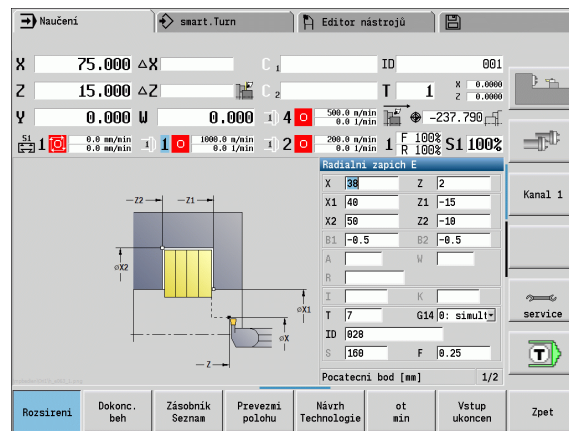 Naučení smart.Turn Editor nástrojů
X 75.000 ΔX C 1 ID 001
Z 15.000 ΔZ C 2 T 1 X 0.0000 Z 0.0000
Y 0.000 W 0.000 4 500.0 m/min 0.0 1/min -237.790
S1 1 0.0 mm/min 0.0 mm/min 1 1000.0 m/min 0.0 1/min 2 200.0 m/min 0.0 1/min 1 F 100% R 100% S1 100%
Radialni zapich E
X 38 Z 2
X1 40 Z1 -15
X2 50 Z2 -10
B1 -0.5 B2 -0.5
A W
R
I K
T 7 G14 0: simult
ID 028
S 160 F 0.25
Pocatecni bod [mm] 1/2
Z2 Z1
øX2
øX1
øX
Z
Kanal 1
service
T
Rozsireni
Dokonc. beh
Zásobník Seznam
Prevezmi polohu
Návrh Technologie
ot min
Vstup ukoncen
Zpet